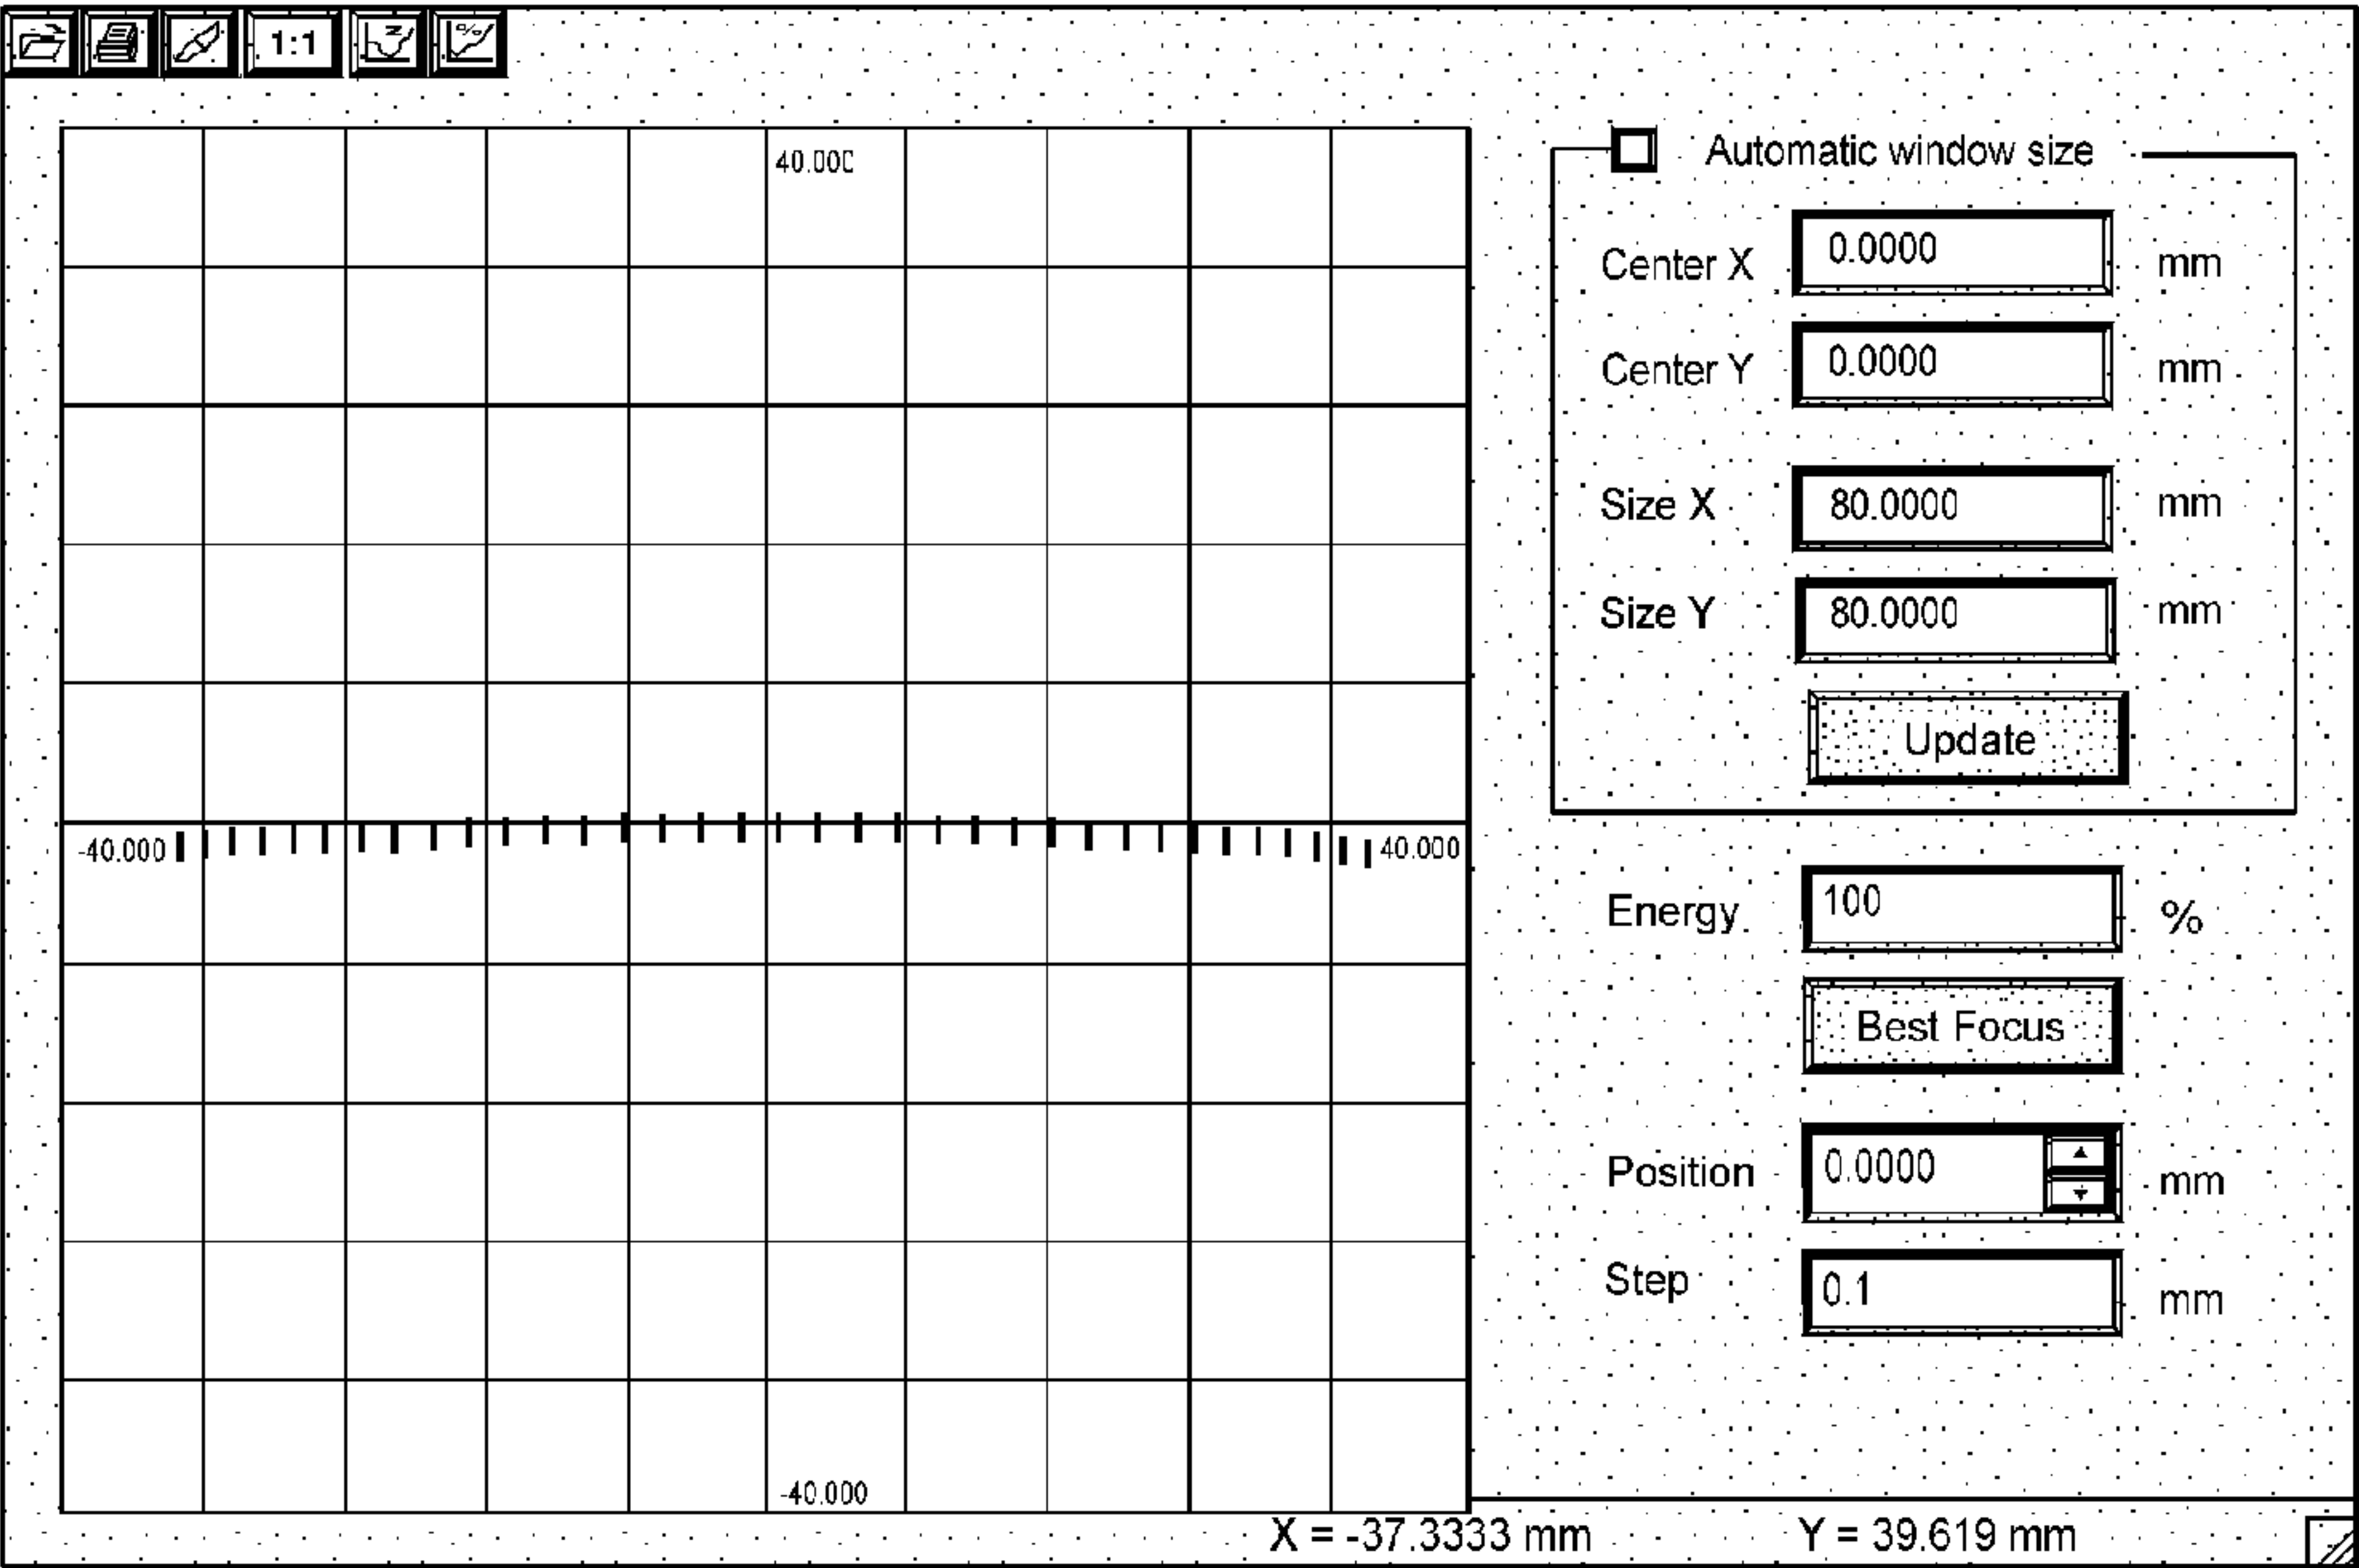 1:1
Z
%
40.000
-40.000
40.000
-40.000
Automatic window size
Center X 0.0000 mm
Center Y 0.0000 mm
Size X 80.0000 mm
Size Y 80.0000 mm
Update
Energy 100 %
Best Focus
Position 0.0000 mm
Step 0.1 mm
X = -37.3333 mm Y = 39.619 mm